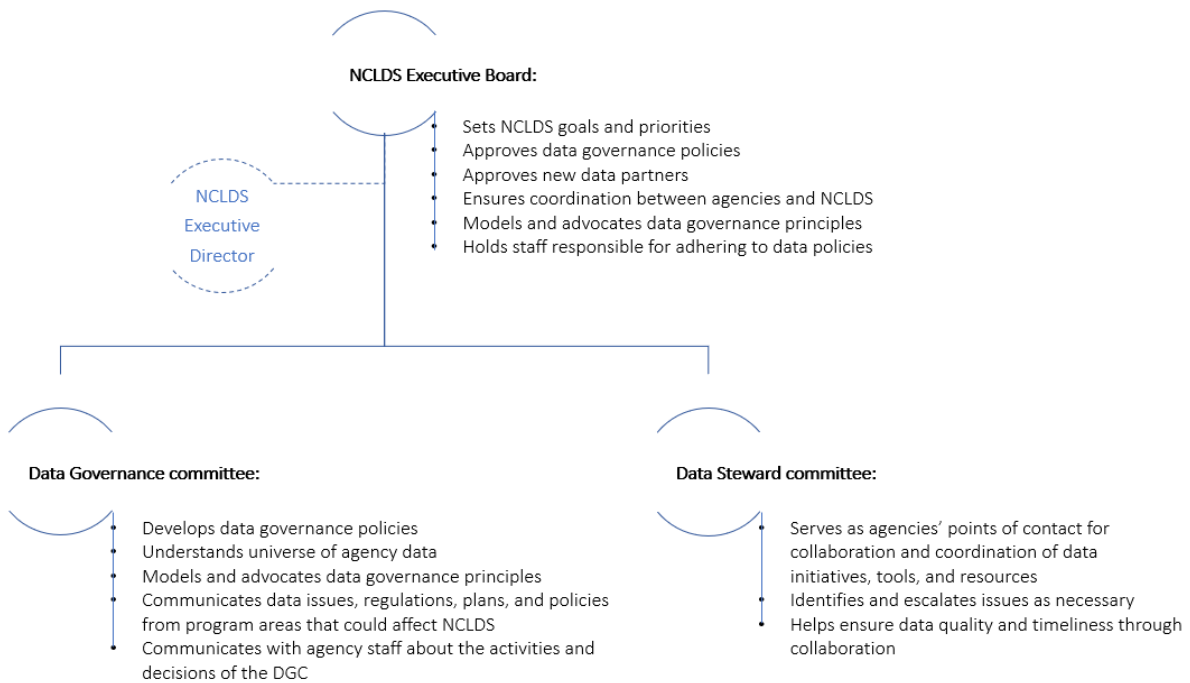 NCLDS Executive Board:
• Sets NCLDS goals and priorities
• Approves data governance policies
• Approves new data partners
• Ensures coordination between agencies and NCLDS
• Models and advocates data governance principles
• Holds staff responsible for adhering to data policies
NCLDS
Executive
Director
Data Governance committee:
• Develops data governance policies
• Understands universe of agency data
• Models and advocates data governance principles
• Communicates data issues, regulations, plans, and policies
from program areas that could affect NCLDS
• Communicates with agency staff about the activities and
decisions of the DGC
Data Steward committee:
• Serves as agencies’ points of contact for
collaboration and coordination of data
initiatives, tools, and resources
• Identifies and escalates issues as necessary
• Helps ensure data quality and timeliness through
collaboration